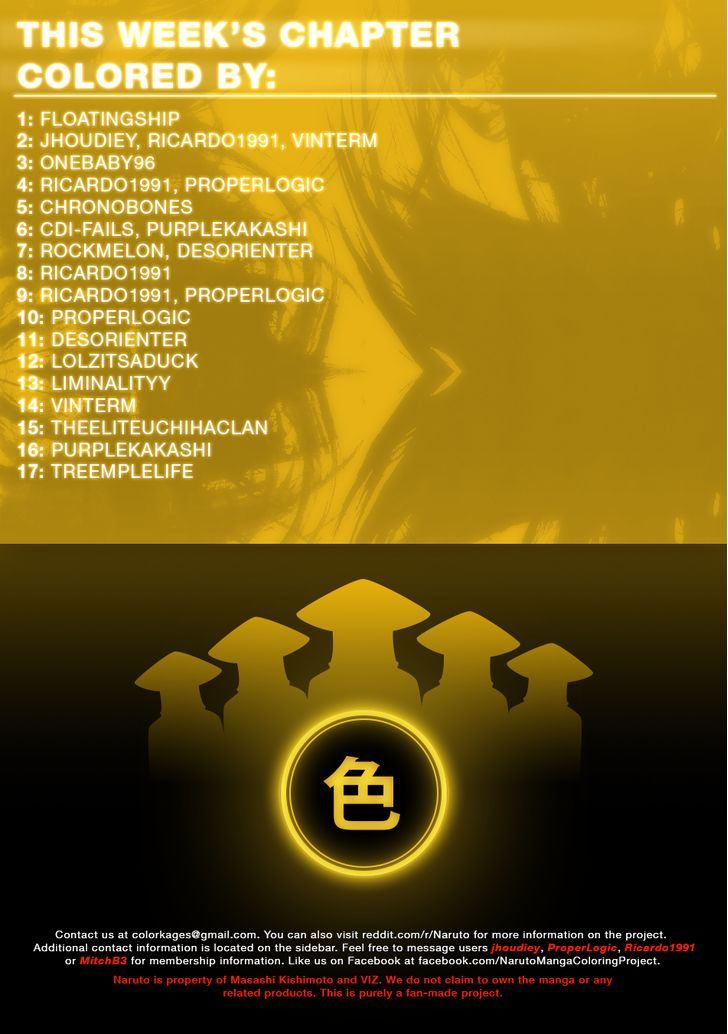 THIS WEEK'S CHAPTER
COLORED BY:
1: FLOATINGSHIP
2: JHOUDIEY, RICARDO1991, VINTERM
3: ONEBABY96
4: RICARDO1991, PROPERLOGIC
5: CHRONOBONES
6: CDI-FAILS, PURPLEKAKASHI
7: ROCKMELON, DESORIENTER
8: RICARDO1991
9: RICARDO1991, PROPERLOGIC
10: PROPERLOGIC
11: DESORIENTER
12: LOLZITSADUCK
13: LIMINALITYY
14: VINTERM
15: THEELITEUCHIHACLAN
16: PURPLEKAKASHI
17: TREEMPLELIFE
色
Contact us at colorkages@gmail.com. You can also visit reddit.com/r/Naruto for more information on the project.
Additional contact information is located on the sidebar. Feel free to message users jhoudiey, ProperLogic, Ricardo1991
or MitchB3 for membership information. Like us on Facebook at facebook.com/NarutoMangaColoringProject.
Naruto is property of Masashi Kishimoto and VIZ. We do not claim to own the manga or any
related products. This is purely a fan-made project.